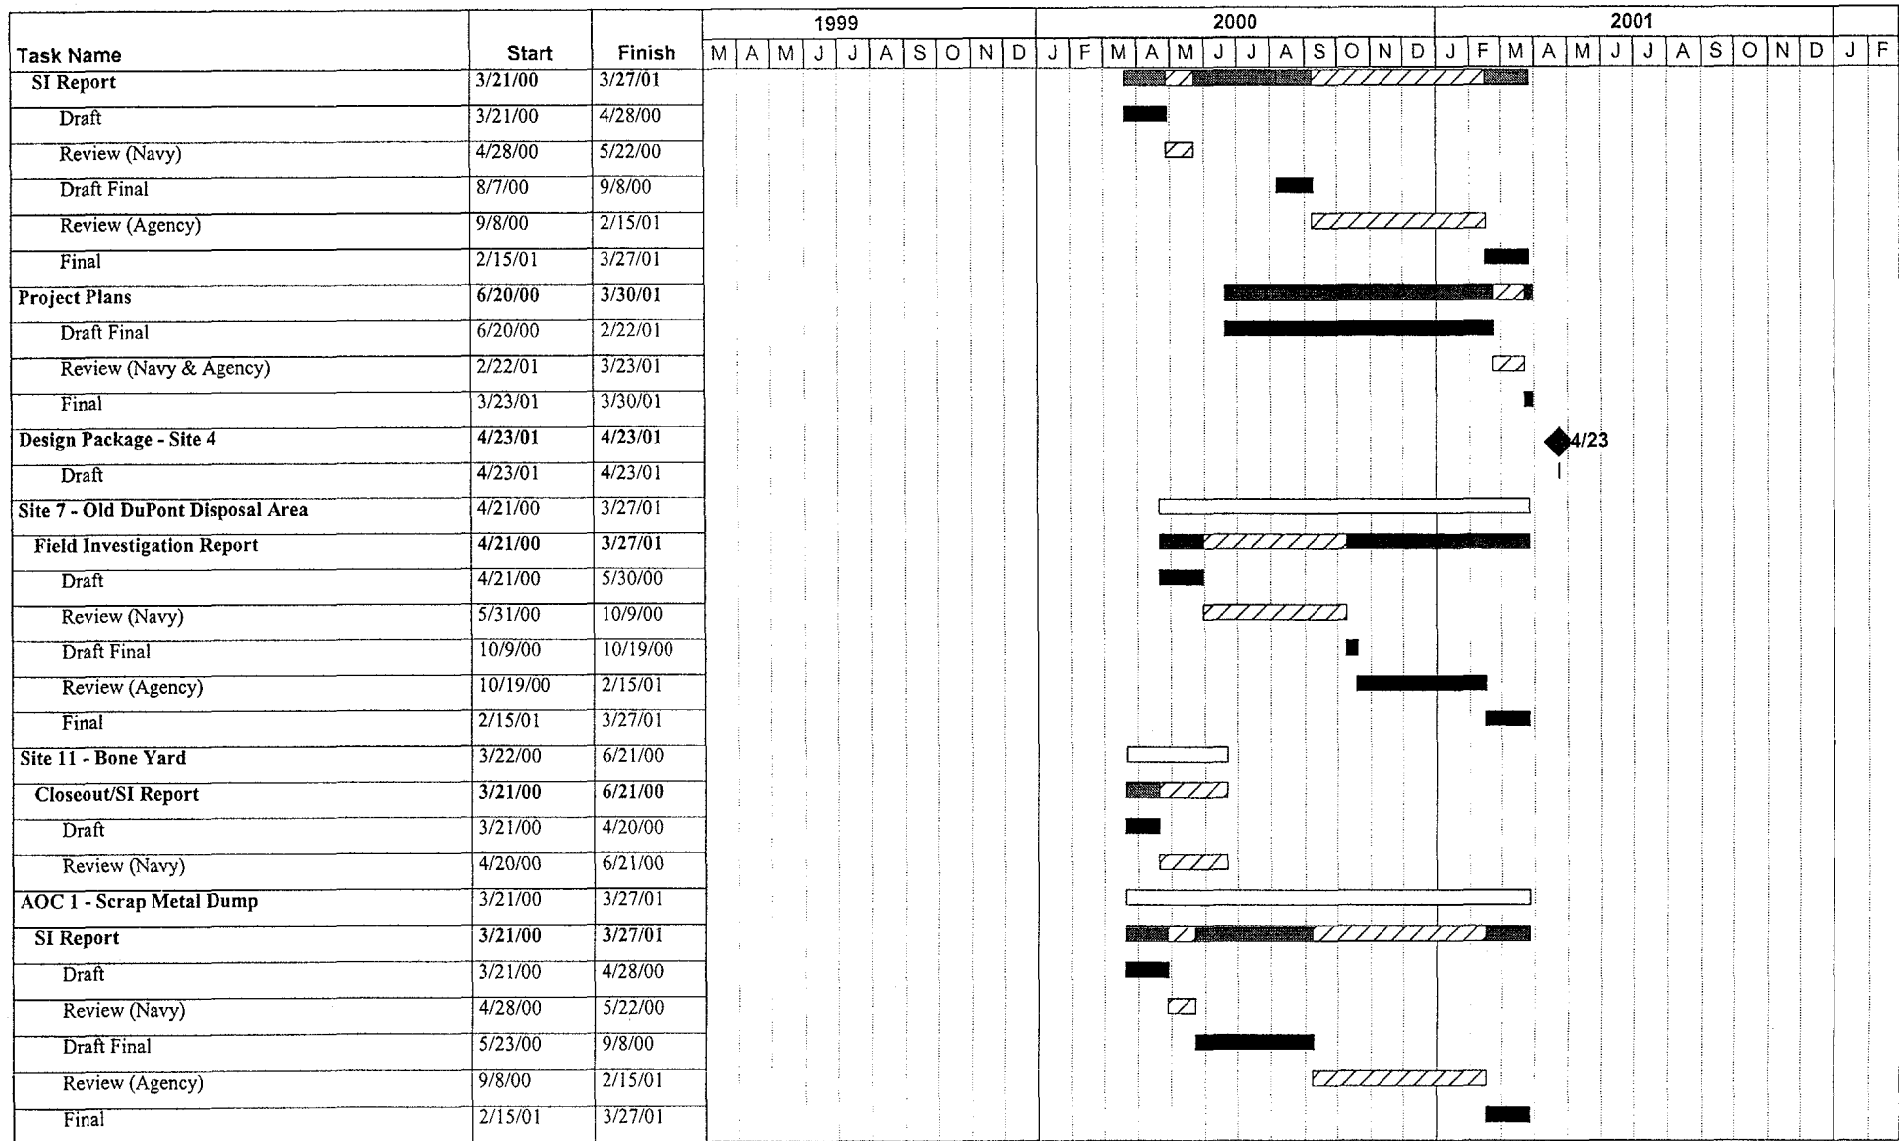 1999 2000 2001
Task Name Start Finish M A M J J A S O N D J F M A M J J A S O N D J F M A M J J A S O N D J F
SI Report 3/21/00 3/27/01
Draft 3/21/00 4/28/00
Review (Navy) 4/28/00 5/22/00
Draft Final 8/7/00 9/8/00
Review (Agency) 9/8/00 2/15/01
Final 2/15/01 3/27/01
Project Plans 6/20/00 3/30/01
Draft Final 6/20/00 2/22/01
Review (Navy & Agency) 2/22/01 3/23/01
Final 3/23/01 3/30/01
Design Package - Site 4 4/23/01 4/23/01 4/23
Draft 4/23/01 4/23/01
Site 7 - Old DuPont Disposal Area 4/21/00 3/27/01
Field Investigation Report 4/21/00 3/27/01
Draft 4/21/00 5/30/00
Review (Navy) 5/31/00 10/9/00
Draft Final 10/9/00 10/19/00
Review (Agency) 10/19/00 2/15/01
Final 2/15/01 3/27/01
Site 11 - Bone Yard 3/22/00 6/21/00
Closeout/SI Report 3/21/00 6/21/00
Draft 3/21/00 4/20/00
Review (Navy) 4/20/00 6/21/00
AOC 1 - Scrap Metal Dump 3/21/00 3/27/01
SI Report 3/21/00 3/27/01
Draft 3/21/00 4/28/00
Review (Navy) 4/28/00 5/22/00
Draft Final 5/23/00 9/8/00
Review (Agency) 9/8/00 2/15/01
Final 2/15/01 3/27/01